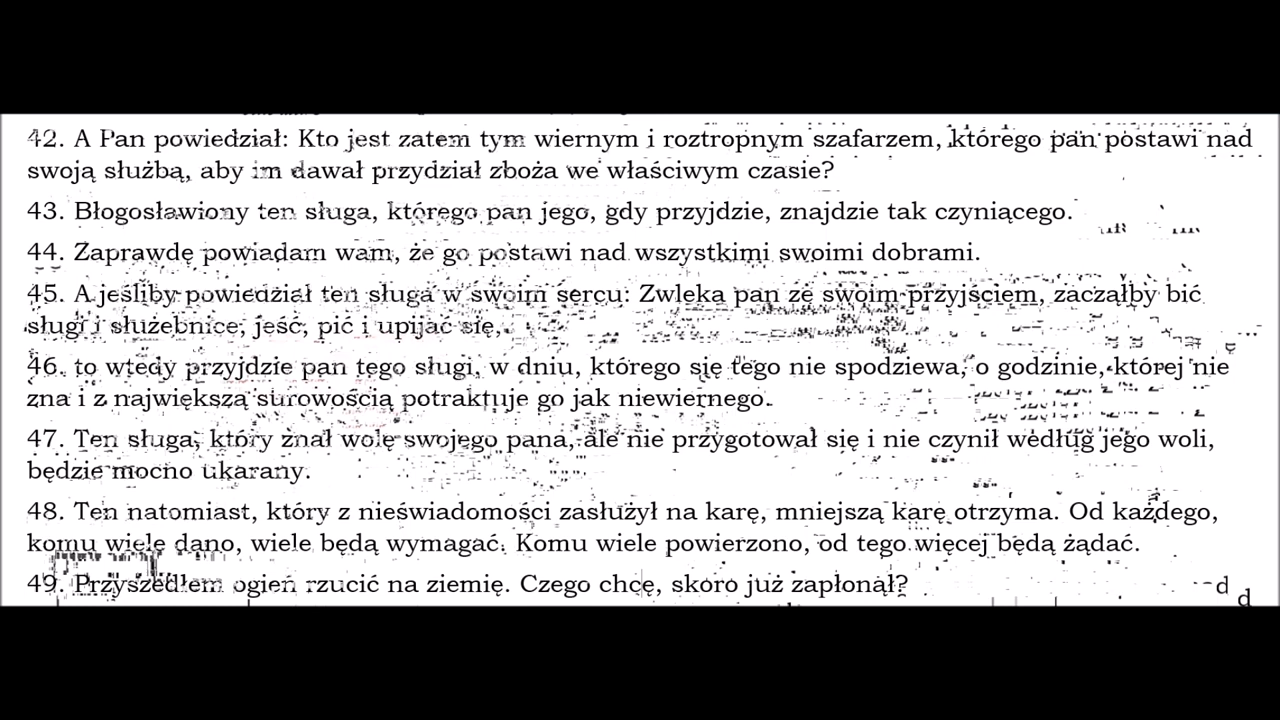 42. A Pan powiedział: Kto jest zatem tym wiernym i roztropnym szafarzem, którego pan postawi nad
swoją służbą, aby im dawał przydział zboża we właściwym czasie?
43. Błogosławiony ten sługa, którego pan jego, gdy przyjdzie, znajdzie tak czyniącego.
44. Zaprawdę powiadam wam, że go postawi nad wszystkimi swoimi dobrami.
45. A jeśliby powiedział ten sługa w swoim sercu: Zwleka pan ze swoim przyjściem, zacząłby bić
sługi i służebnice, jeść, pić i upijać się,
46. to wtedy przyjdzie pan tego sługi, w dniu, którego się tego nie spodziewa, o godzinie, której nie
zna i z największą surowością potraktuje go jak niewiernego.
47. Ten sługa, który znał wolę swojego pana, ale nie przygotował się i nie czynił według jego woli,
będzie mocno ukarany.
48. Ten natomiast, który z nieświadomości zasłużył na karę, mniejszą karę otrzyma. Od każdego,
komu wiele dano, wiele będą wymagać. Komu wiele powierzono, od tego więcej będą żądać.
49. Przyszedłem ogień rzucić na ziemię. Czego chcę, skoro już zapłonął?
d
d